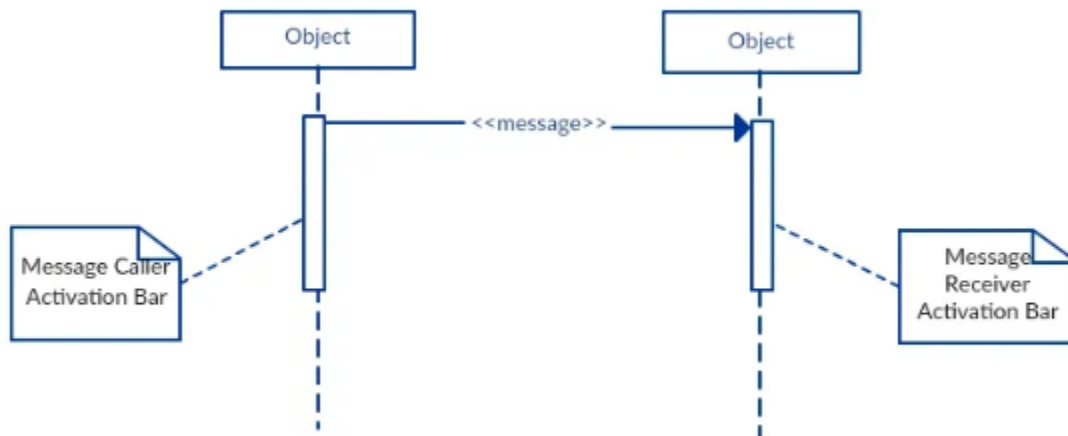 Object
Object
<<message>>
Message Caller
Activation Bar
Message
Receiver
Activation Bar